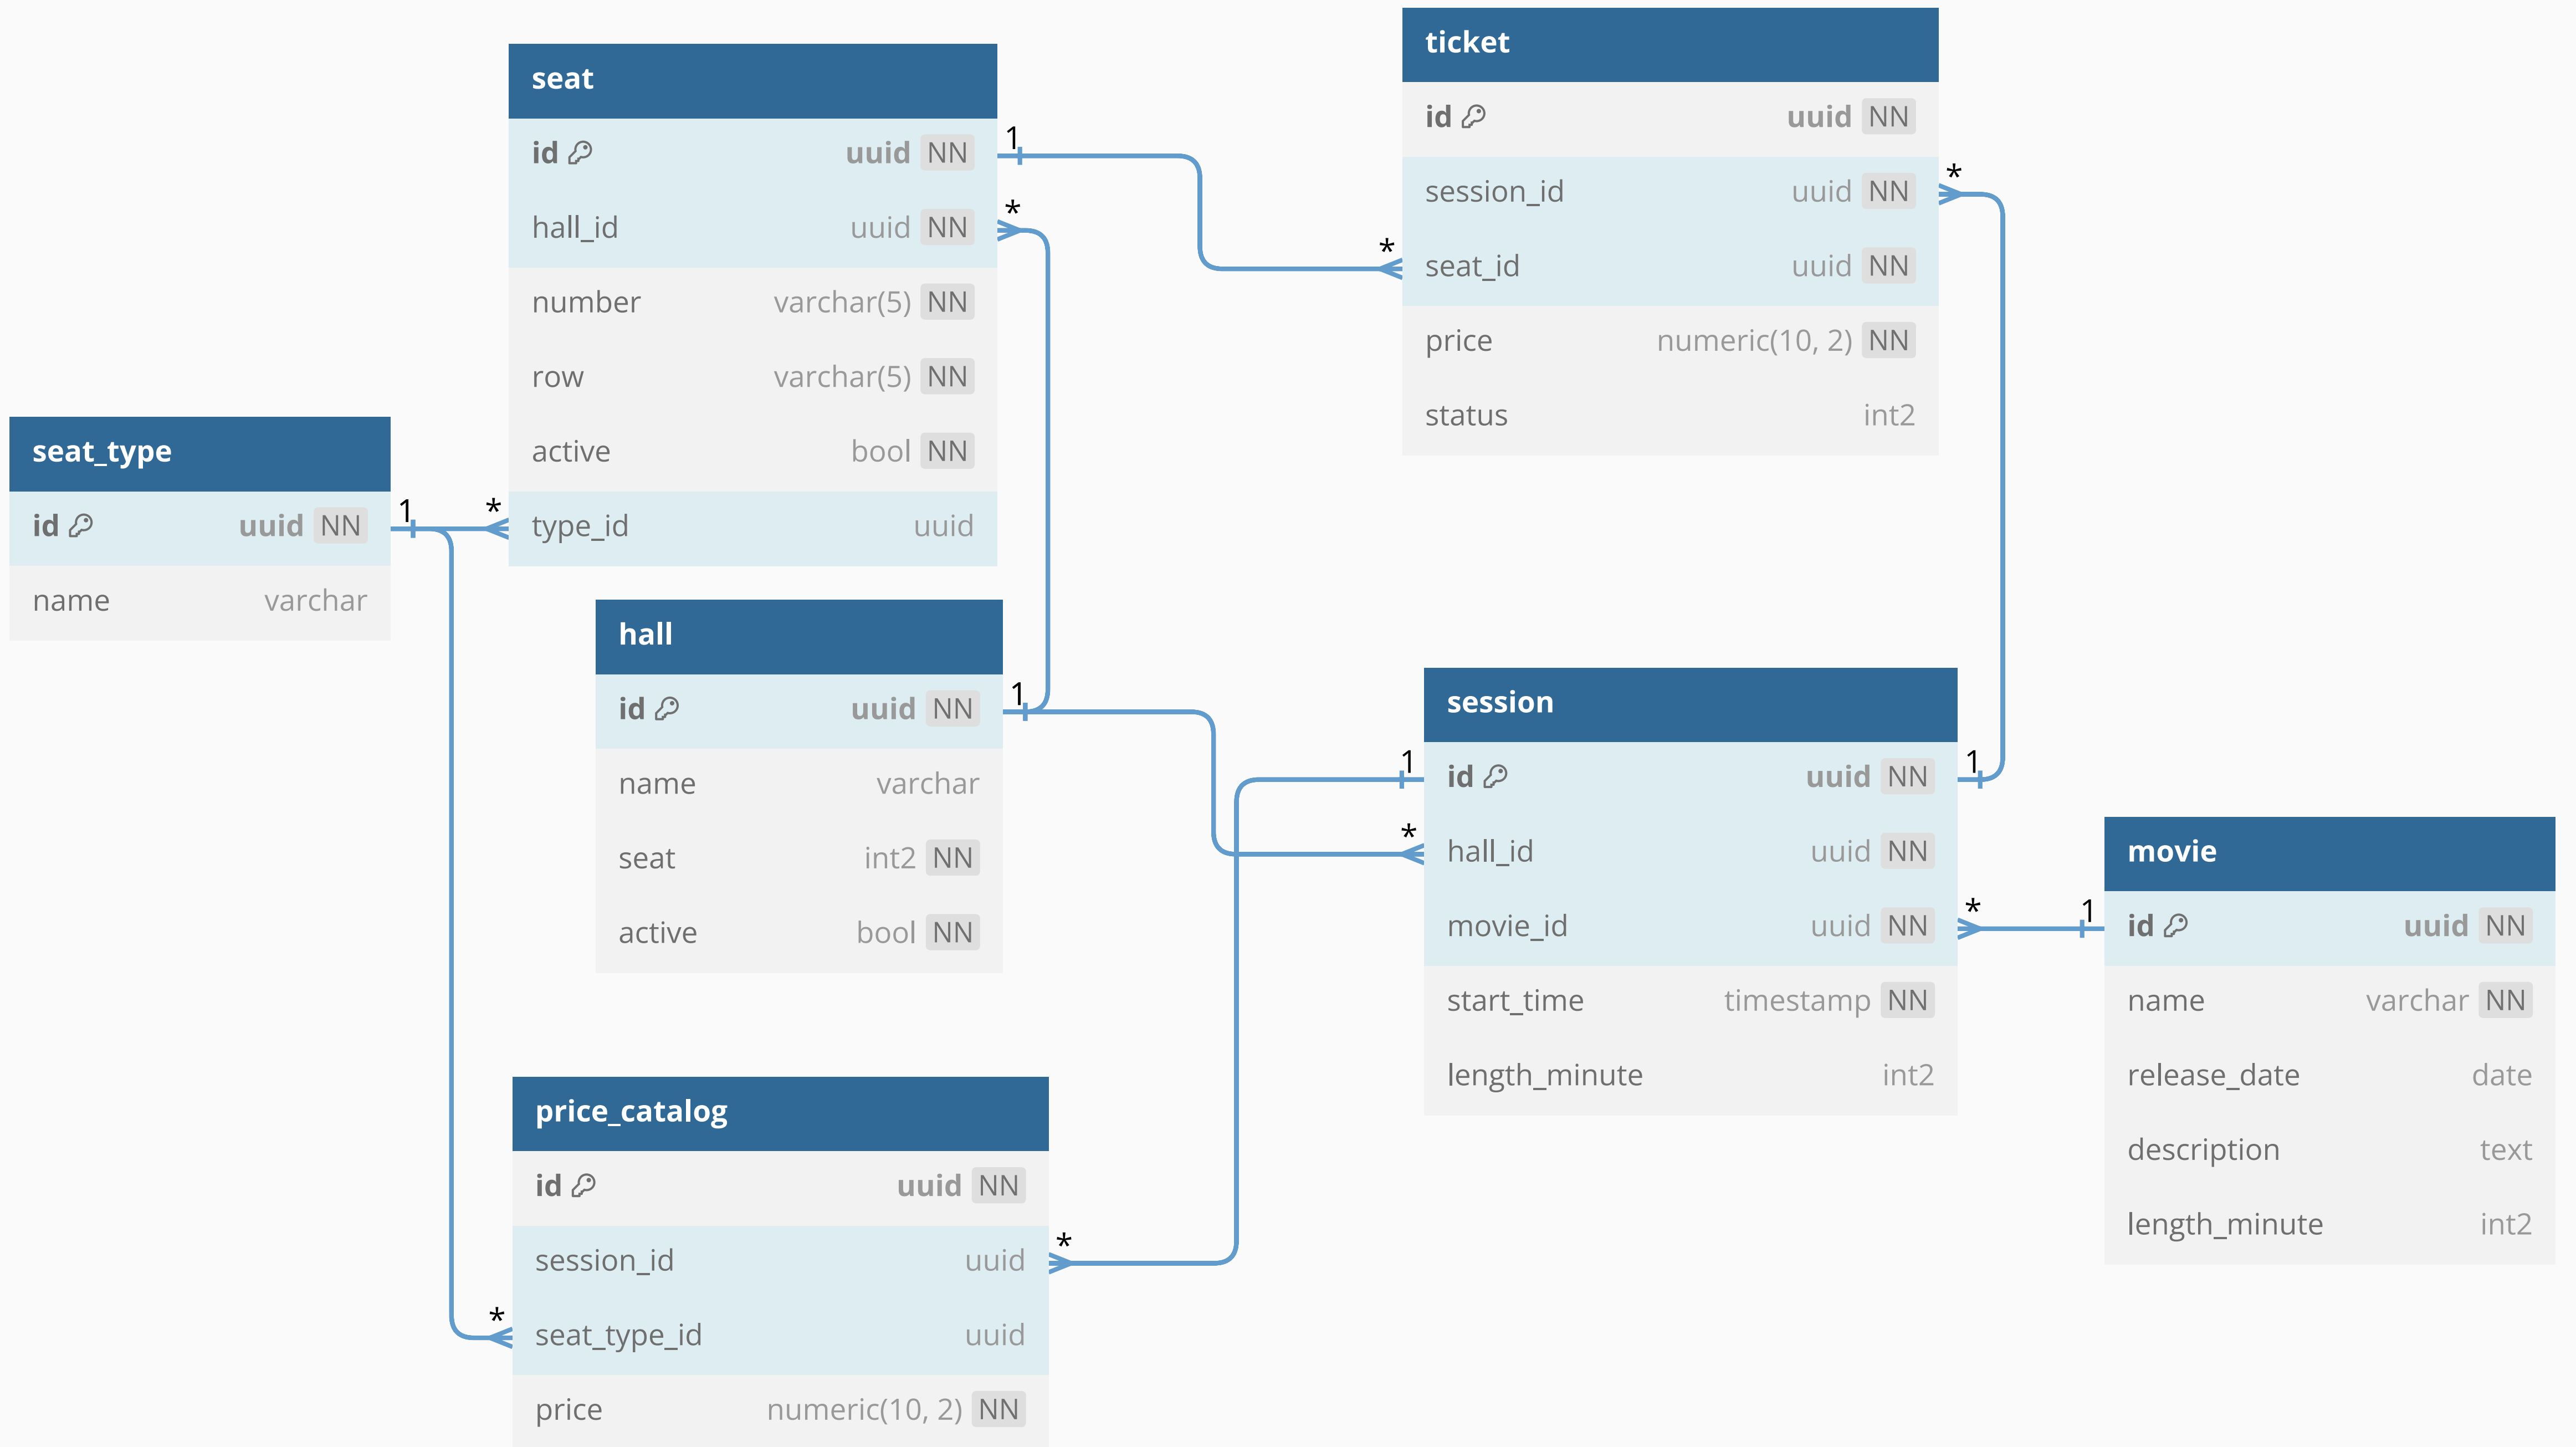 seat
id uuid NN
hall_id uuid NN
number varchar(5) NN
row varchar(5) NN
active bool NN
type_id uuid
1
*
ticket
id uuid NN
session_id uuid NN
seat_id uuid NN
price numeric(10, 2) NN
status int2
*
*
seat_type
id uuid NN
name varchar
1
*
hall
id uuid NN
name varchar
seat int2 NN
active bool NN
1
session
id uuid NN
hall_id uuid NN
movie_id uuid NN
start_time timestamp NN
length_minute int2
1
*
1
*
movie
id uuid NN
name varchar NN
release_date date
description text
length_minute int2
1
price_catalog
id uuid NN
session_id uuid
seat_type_id uuid
price numeric(10, 2) NN
*
*